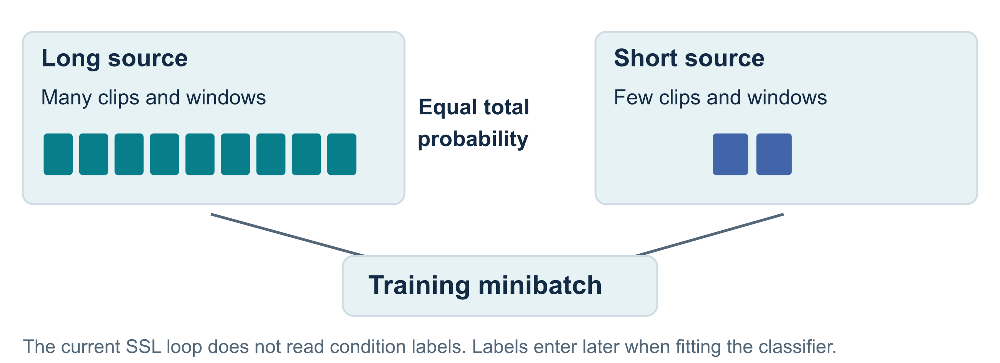 Long source
Many clips and windows
Equal total
probability
Short source
Few clips and windows
Training minibatch
The current SSL loop does not read condition labels. Labels enter later when fitting the classifier.